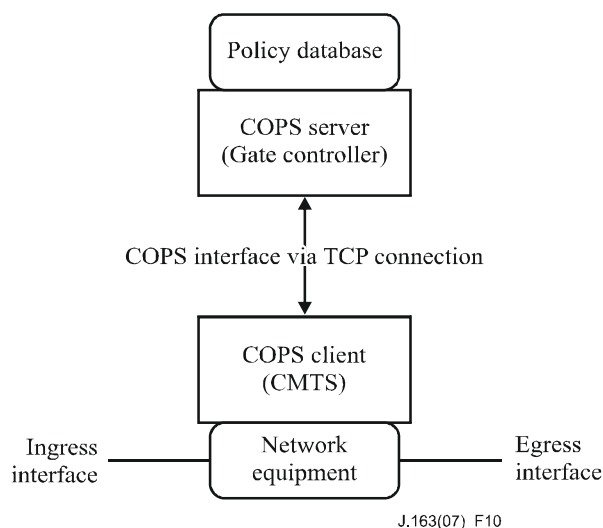 Policy database
COPS server
(Gate controller)
COPS interface via TCP connection
COPS client
(CMTS)
Ingress
interface
Network
equipment
Egress
interface
J.163(07)_F10